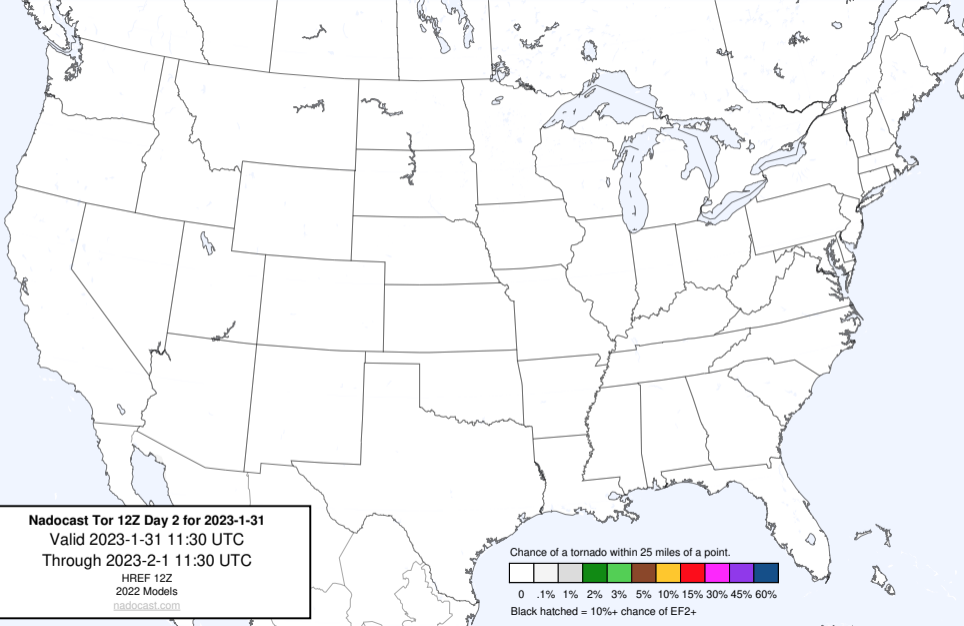 Nadocast Tor 12Z Day 2 for 2023-1-31
Valid 2023-1-31 11:30 UTC
Through 2023-2-1 11:30 UTC
HREF 12Z
2022 Models
nadocast.com
Chance of a tornado within 25 miles of a point.
0 .1% 1% 2% 3% 5% 10% 15% 30% 45% 60%
Black hatched = 10%+ chance of EF2+